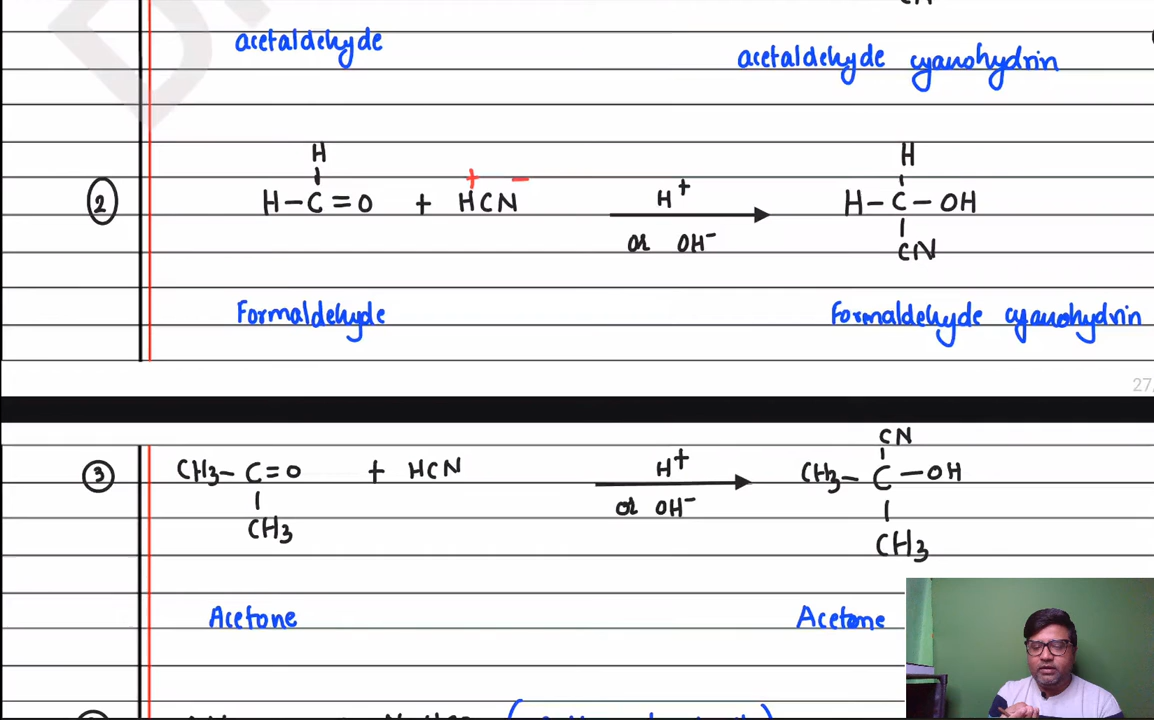 acetaldehyde acetaldehyde cyanohydrin
H H
② H-C=O + HCN H+ H-C-OH
+ -
or OH- CN
Formaldehyde Formaldehyde cyanohydrin
27
CN
③ CH3-C=O + HCN H+ CH3-C-OH
or OH-
CH3 CH3
Acetone Acetone